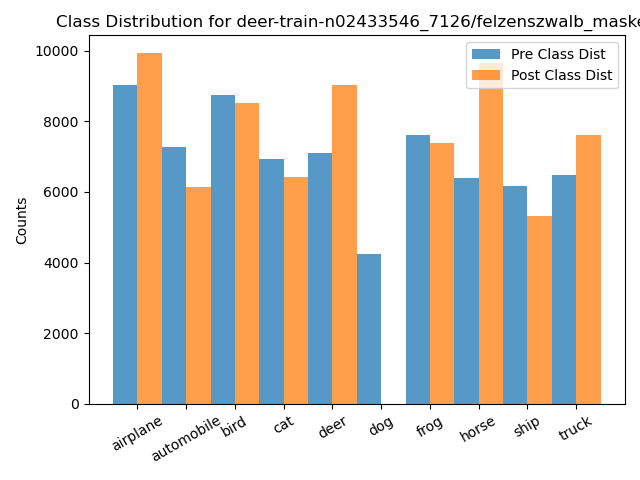 Class Distribution for deer-train-n02433546_7126/felzenszwalb_maske
Pre Class Dist
Post Class Dist
Counts
10000
8000
6000
4000
2000
0
airplane
automobile
bird
cat
deer
dog
frog
horse
ship
truck